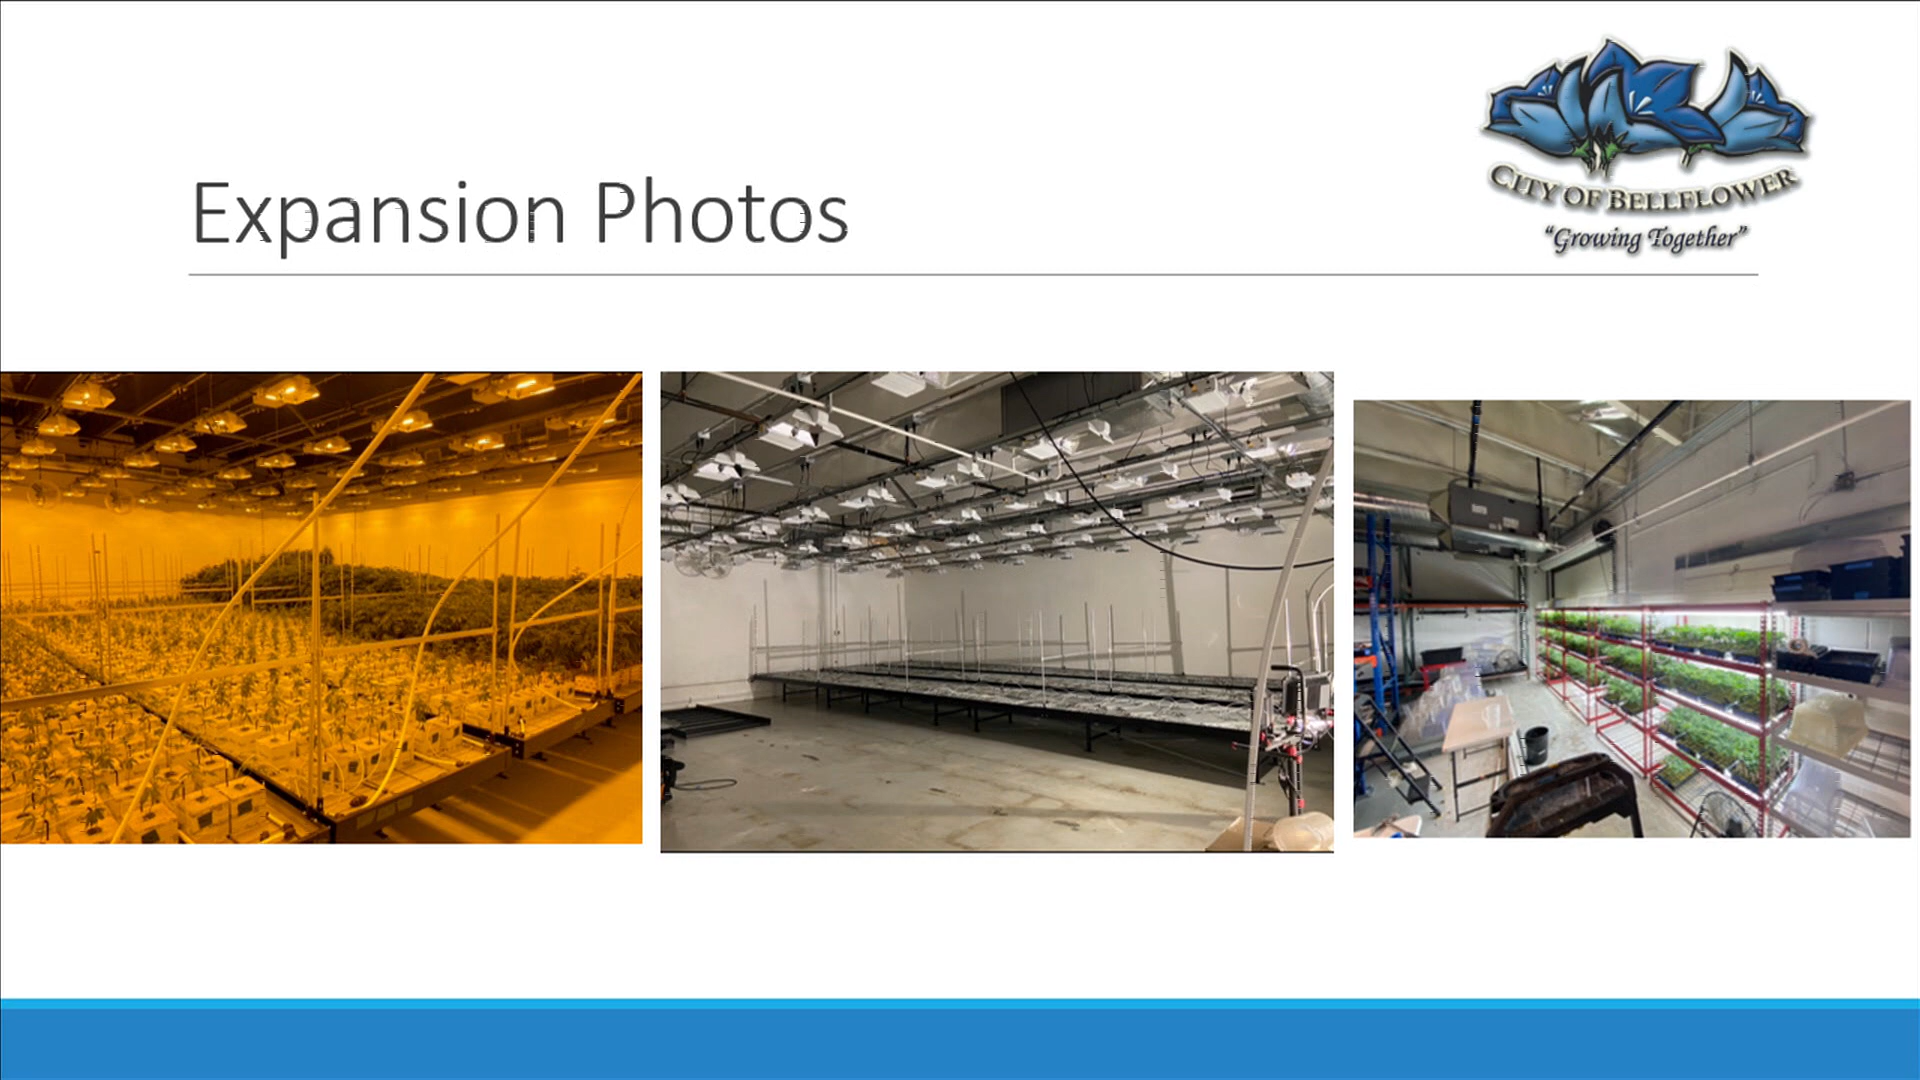 Expansion Photos
CITY OF BELLFLOWER
“Growing Together”